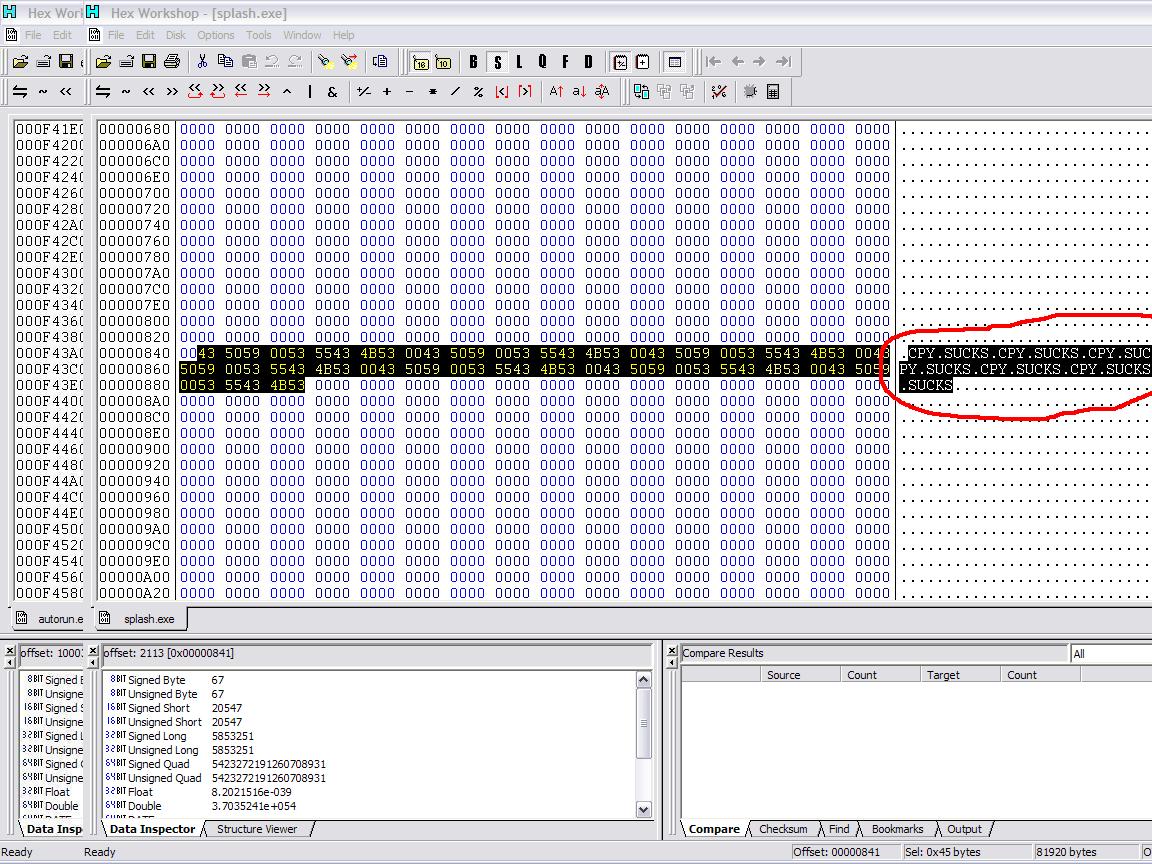 Hex Work Hex Workshop - [splash.exe]
File Edit File Edit Disk Options Tools Window Help
B S L Q F D
000F41E0 00000680 0000 0000 0000 0000 0000 0000 0000 0000 0000 0000 0000 0000 0000 0000 0000 0000 ............................
000F4200 000006A0 0000 0000 0000 0000 0000 0000 0000 0000 0000 0000 0000 0000 0000 0000 0000 0000 ............................
000F4220 000006C0 0000 0000 0000 0000 0000 0000 0000 0000 0000 0000 0000 0000 0000 0000 0000 0000 ............................
000F4240 000006E0 0000 0000 0000 0000 0000 0000 0000 0000 0000 0000 0000 0000 0000 0000 0000 0000 ............................
000F4260 00000700 0000 0000 0000 0000 0000 0000 0000 0000 0000 0000 0000 0000 0000 0000 0000 0000 ............................
000F4280 00000720 0000 0000 0000 0000 0000 0000 0000 0000 0000 0000 0000 0000 0000 0000 0000 0000 ............................
000F42A0 00000740 0000 0000 0000 0000 0000 0000 0000 0000 0000 0000 0000 0000 0000 0000 0000 0000 ............................
000F42C0 00000760 0000 0000 0000 0000 0000 0000 0000 0000 0000 0000 0000 0000 0000 0000 0000 0000 ............................
000F42E0 00000780 0000 0000 0000 0000 0000 0000 0000 0000 0000 0000 0000 0000 0000 0000 0000 0000 ............................
000F4300 000007A0 0000 0000 0000 0000 0000 0000 0000 0000 0000 0000 0000 0000 0000 0000 0000 0000 ............................
000F4320 000007C0 0000 0000 0000 0000 0000 0000 0000 0000 0000 0000 0000 0000 0000 0000 0000 0000 ............................
000F4340 000007E0 0000 0000 0000 0000 0000 0000 0000 0000 0000 0000 0000 0000 0000 0000 0000 0000 ............................
000F4360 00000800 0000 0000 0000 0000 0000 0000 0000 0000 0000 0000 0000 0000 0000 0000 0000 0000 ............................
000F4380 00000820 0000 0000 0000 0000 0000 0000 0000 0000 0000 0000 0000 0000 0000 0000 0000 0000 ............................
000F43A0 00000840 0043 5059 0053 5543 4B53 0043 5059 0053 5543 4B53 0043 5059 0053 5543 4B53 0043 .CPY.SUCKS.CPY.SUCKS.CPY.SUC
000F43C0 00000860 5059 0053 5543 4B53 0043 5059 0053 5543 4B53 0043 5059 0053 5543 4B53 0043 5059 PY.SUCKS.CPY.SUCKS.CPY.SUCKS
000F43E0 00000880 0053 5543 4B53 0000 0000 0000 0000 0000 0000 0000 0000 0000 0000 0000 0000 0000 .SUCKS......................
000F4400 000008A0 0000 0000 0000 0000 0000 0000 0000 0000 0000 0000 0000 0000 0000 0000 0000 0000 ............................
000F4420 000008C0 0000 0000 0000 0000 0000 0000 0000 0000 0000 0000 0000 0000 0000 0000 0000 0000 ............................
000F4440 000008E0 0000 0000 0000 0000 0000 0000 0000 0000 0000 0000 0000 0000 0000 0000 0000 0000 ............................
000F4460 00000900 0000 0000 0000 0000 0000 0000 0000 0000 0000 0000 0000 0000 0000 0000 0000 0000 ............................
000F4480 00000920 0000 0000 0000 0000 0000 0000 0000 0000 0000 0000 0000 0000 0000 0000 0000 0000 ............................
000F44A0 00000940 0000 0000 0000 0000 0000 0000 0000 0000 0000 0000 0000 0000 0000 0000 0000 0000 ............................
000F44C0 00000960 0000 0000 0000 0000 0000 0000 0000 0000 0000 0000 0000 0000 0000 0000 0000 0000 ............................
000F44E0 00000980 0000 0000 0000 0000 0000 0000 0000 0000 0000 0000 0000 0000 0000 0000 0000 0000 ............................
000F4500 000009A0 0000 0000 0000 0000 0000 0000 0000 0000 0000 0000 0000 0000 0000 0000 0000 0000 ............................
000F4520 000009C0 0000 0000 0000 0000 0000 0000 0000 0000 0000 0000 0000 0000 0000 0000 0000 0000 ............................
000F4540 000009E0 0000 0000 0000 0000 0000 0000 0000 0000 0000 0000 0000 0000 0000 0000 0000 0000 ............................
000F4560 00000A00 0000 0000 0000 0000 0000 0000 0000 0000 0000 0000 0000 0000 0000 0000 0000 0000 ............................
000F4580 00000A20 0000 0000 0000 0000 0000 0000 0000 0000 0000 0000 0000 0000 0000 0000 0000 0000 ............................
autorun.e splash.exe
offset: 1000 offset: 2113 [0x00000841] Compare Results All
Source Count Target Count
8BIT Signed B 8BIT Signed Byte 67
8BIT Unsigne 8BIT Unsigned Byte 67
16BIT Signed S 16BIT Signed Short 20547
16BIT Unsigne 16BIT Unsigned Short 20547
32BIT Signed L 32BIT Signed Long 5853251
32BIT Unsigne 32BIT Unsigned Long 5853251
64BIT Signed Q 64BIT Signed Quad 5423272191260708931
64BIT Unsigne 64BIT Unsigned Quad 5423272191260708931
32BIT Float 32BIT Float 8.2021516e-039
64BIT Double 64BIT Double 3.7035241e+054
Data Insp Data Inspector Structure Viewer Compare Checksum Find Bookmarks Output
Ready Ready Offset: 00000841 Sel: 0x45 bytes 81920 bytes O